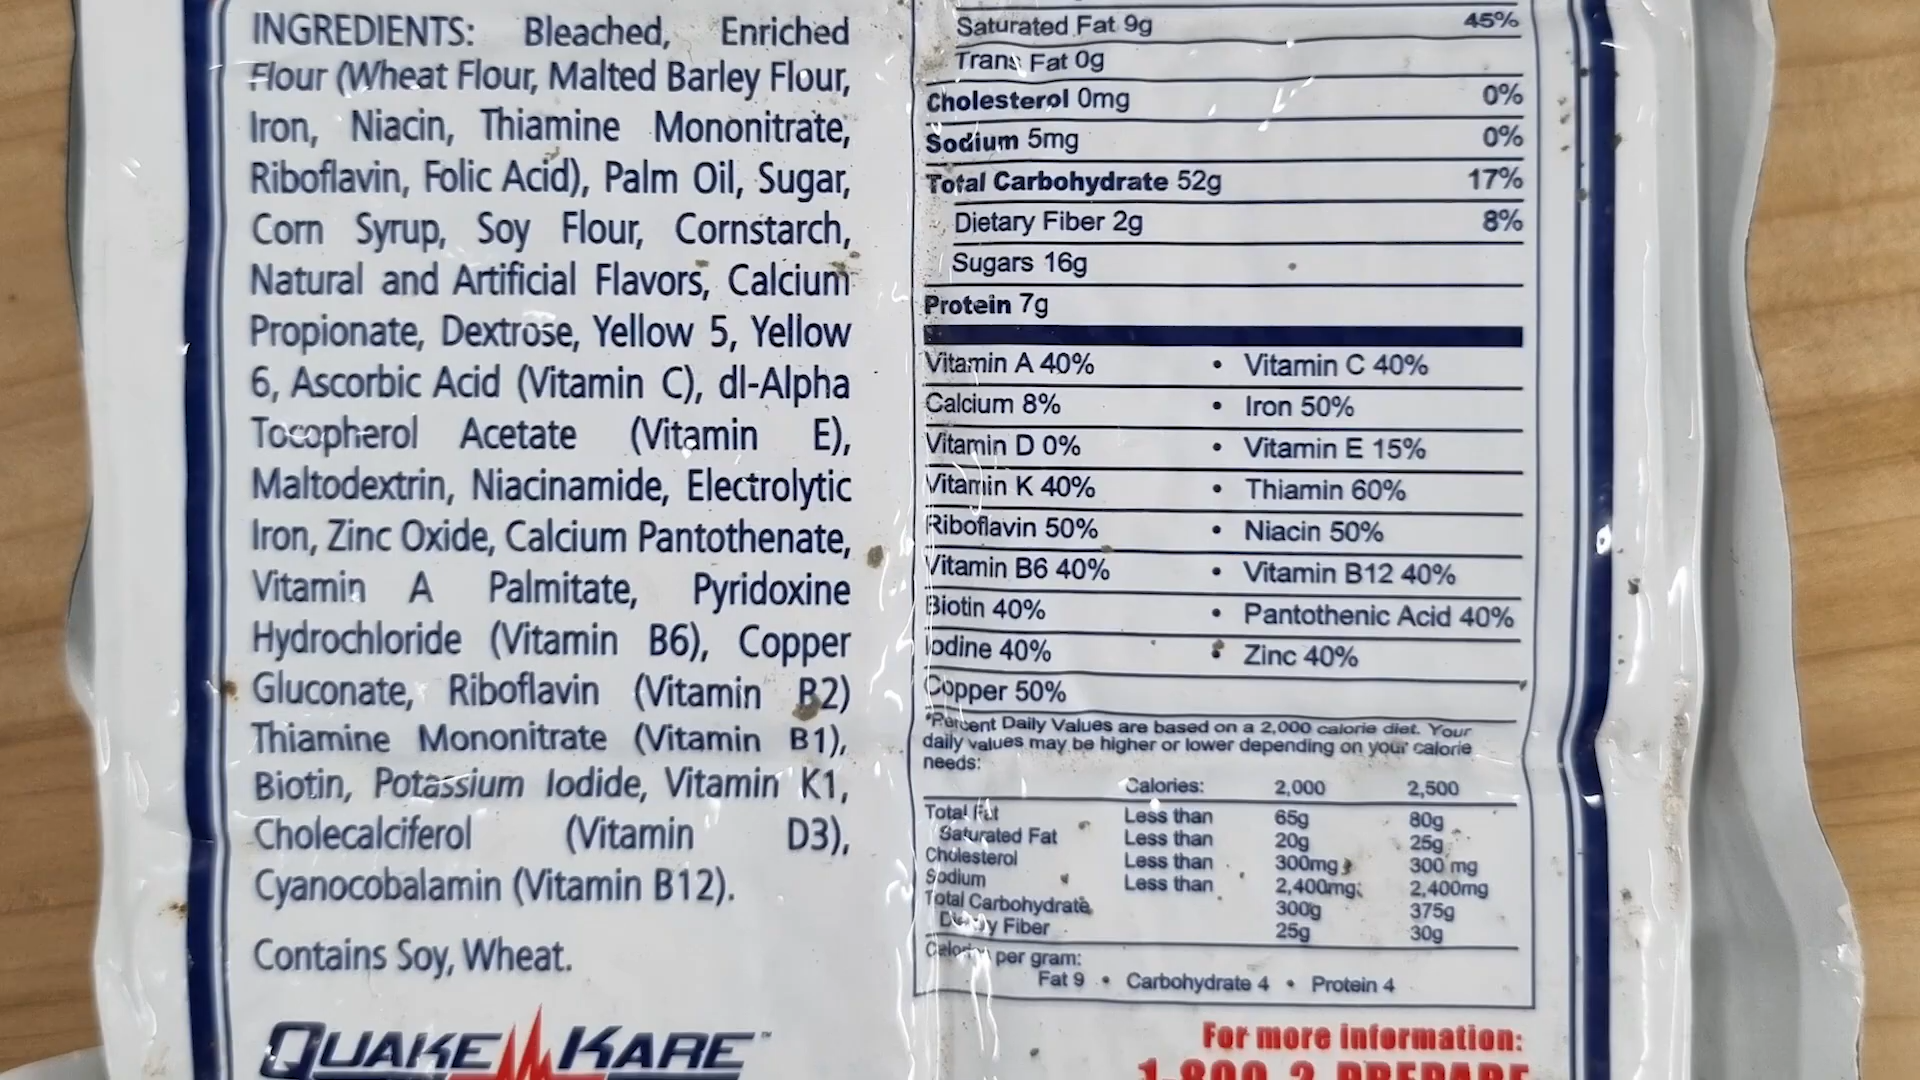 INGREDIENTS: Bleached, Enriched
Flour (Wheat Flour, Malted Barley Flour,
Iron, Niacin, Thiamine Mononitrate,
Riboflavin, Folic Acid), Palm Oil, Sugar,
Corn Syrup, Soy Flour, Cornstarch,
Natural and Artificial Flavors, Calcium
Propionate, Dextrose, Yellow 5, Yellow
6, Ascorbic Acid (Vitamin C), dl-Alpha
Tocopherol Acetate (Vitamin E),
Maltodextrin, Niacinamide, Electrolytic
Iron, Zinc Oxide, Calcium Pantothenate,
Vitamin A Palmitate, Pyridoxine
Hydrochloride (Vitamin B6), Copper
Gluconate, Riboflavin (Vitamin B2)
Thiamine Mononitrate (Vitamin B1),
Biotin, Potassium Iodide, Vitamin K1,
Cholecalciferol (Vitamin D3),
Cyanocobalamin (Vitamin B12).
Contains Soy, Wheat.
QUAKE KARE™
Saturated Fat 9g 45%
Trans Fat 0g
Cholesterol 0mg 0%
Sodium 5mg 0%
Total Carbohydrate 52g 17%
Dietary Fiber 2g 8%
Sugars 16g
Protein 7g
Vitamin A 40% • Vitamin C 40%
Calcium 8% • Iron 50%
Vitamin D 0% • Vitamin E 15%
Vitamin K 40% • Thiamin 60%
Riboflavin 50% • Niacin 50%
Vitamin B6 40% • Vitamin B12 40%
Biotin 40% • Pantothenic Acid 40%
Iodine 40% • Zinc 40%
Copper 50%
*Percent Daily Values are based on a 2,000 calorie diet. Your
daily values may be higher or lower depending on your calorie
needs:
Calories: 2,000 2,500
Total Fat Less than 65g 80g
Saturated Fat Less than 20g 25g
Cholesterol Less than 300mg 300 mg
Sodium Less than 2,400mg 2,400mg
Total Carbohydrate 300g 375g
Dietary Fiber 25g 30g
Calories per gram:
Fat 9 • Carbohydrate 4 • Protein 4
For more information:
1-800-2-PREPARE